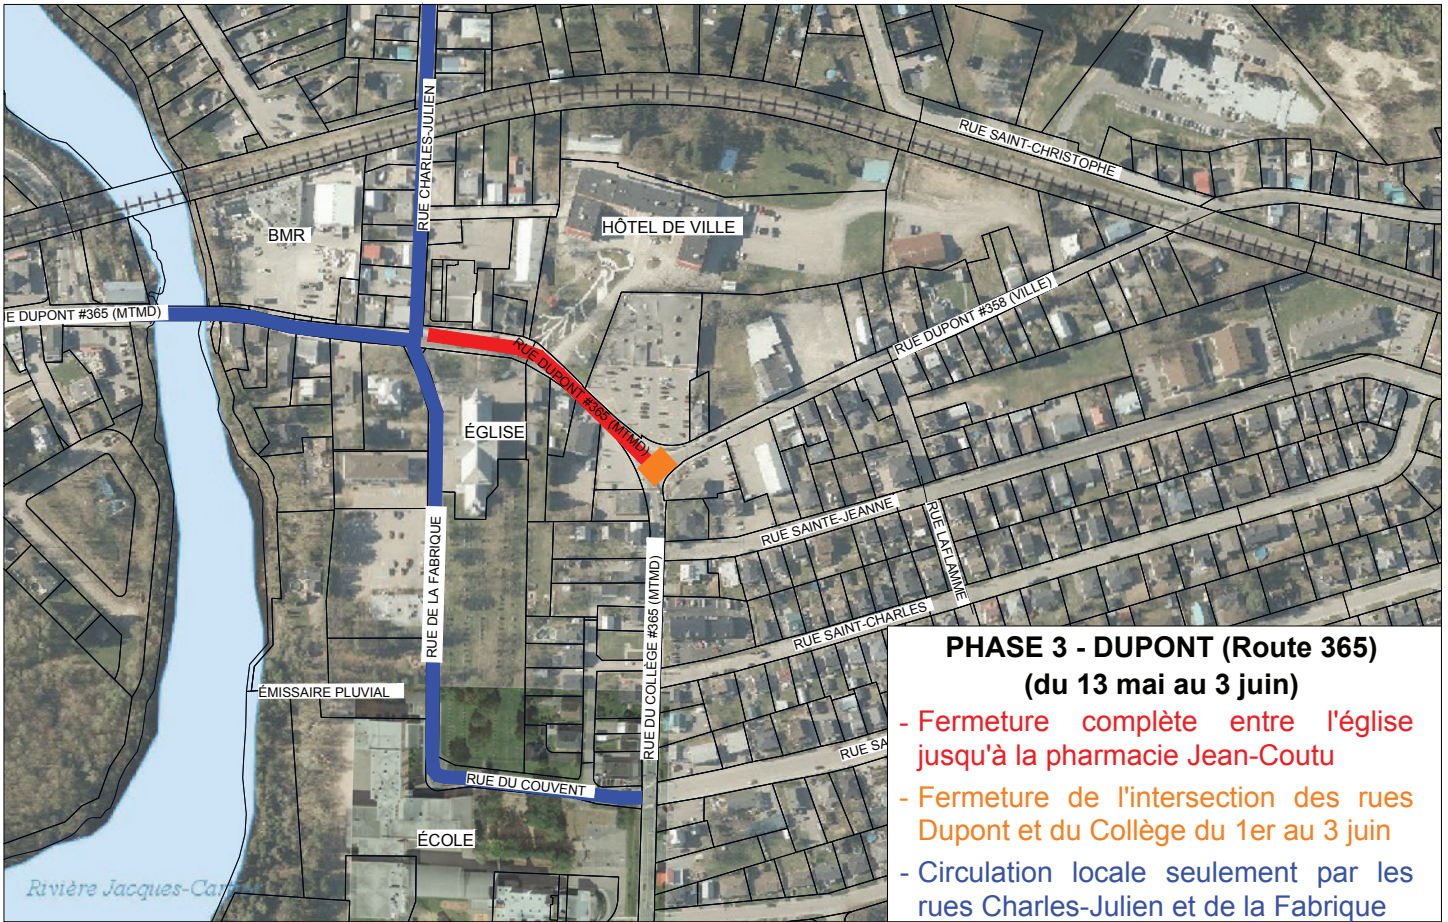 RUE SAINT-CHRISTOPHE
RUE CHARLES-JULIEN
BMR
HÔTEL DE VILLE
RUE DUPONT #358 (VILLE)
E DUPONT #365 (MTMD)
RUE DUPONT #365 (MTMD)
ÉGLISE
RUE SAINTE-JEANNE
RUE LAFLAMME
RUE DE LA FABRIQUE
RUE DU COLLÈGE #365 (MTMD)
RUE SAINT-CHARLES
ÉMISSAIRE PLUVIAL
RUE SA
RUE DU COUVENT
ÉCOLE
Rivière Jacques-Car
PHASE 3 - DUPONT (Route 365)
(du 13 mai au 3 juin)
- Fermeture complète entre l'église
jusqu'à la pharmacie Jean-Coutu
- Fermeture de l'intersection des rues
Dupont et du Collège du 1er au 3 juin
- Circulation locale seulement par les
rues Charles-Julien et de la Fabrique